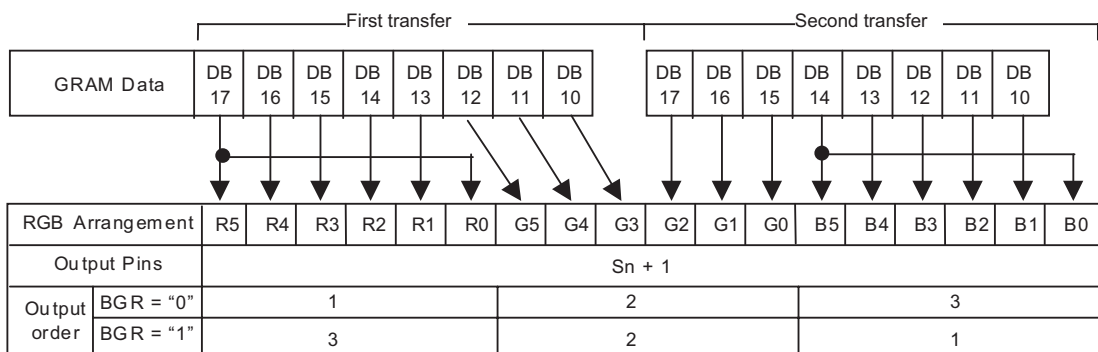 First transfer Second transfer
GRAM Data DB 17 DB 16 DB 15 DB 14 DB 13 DB 12 DB 11 DB 10 DB 17 DB 16 DB 15 DB 14 DB 13 DB 12 DB 11 DB 10
RGB Arrangement R5 R4 R3 R2 R1 R0 G5 G4 G3 G2 G1 G0 B5 B4 B3 B2 B1 B0
Output Pins Sn + 1
Output order
BGR = “0” 1 2 3
BGR = “1” 3 2 1